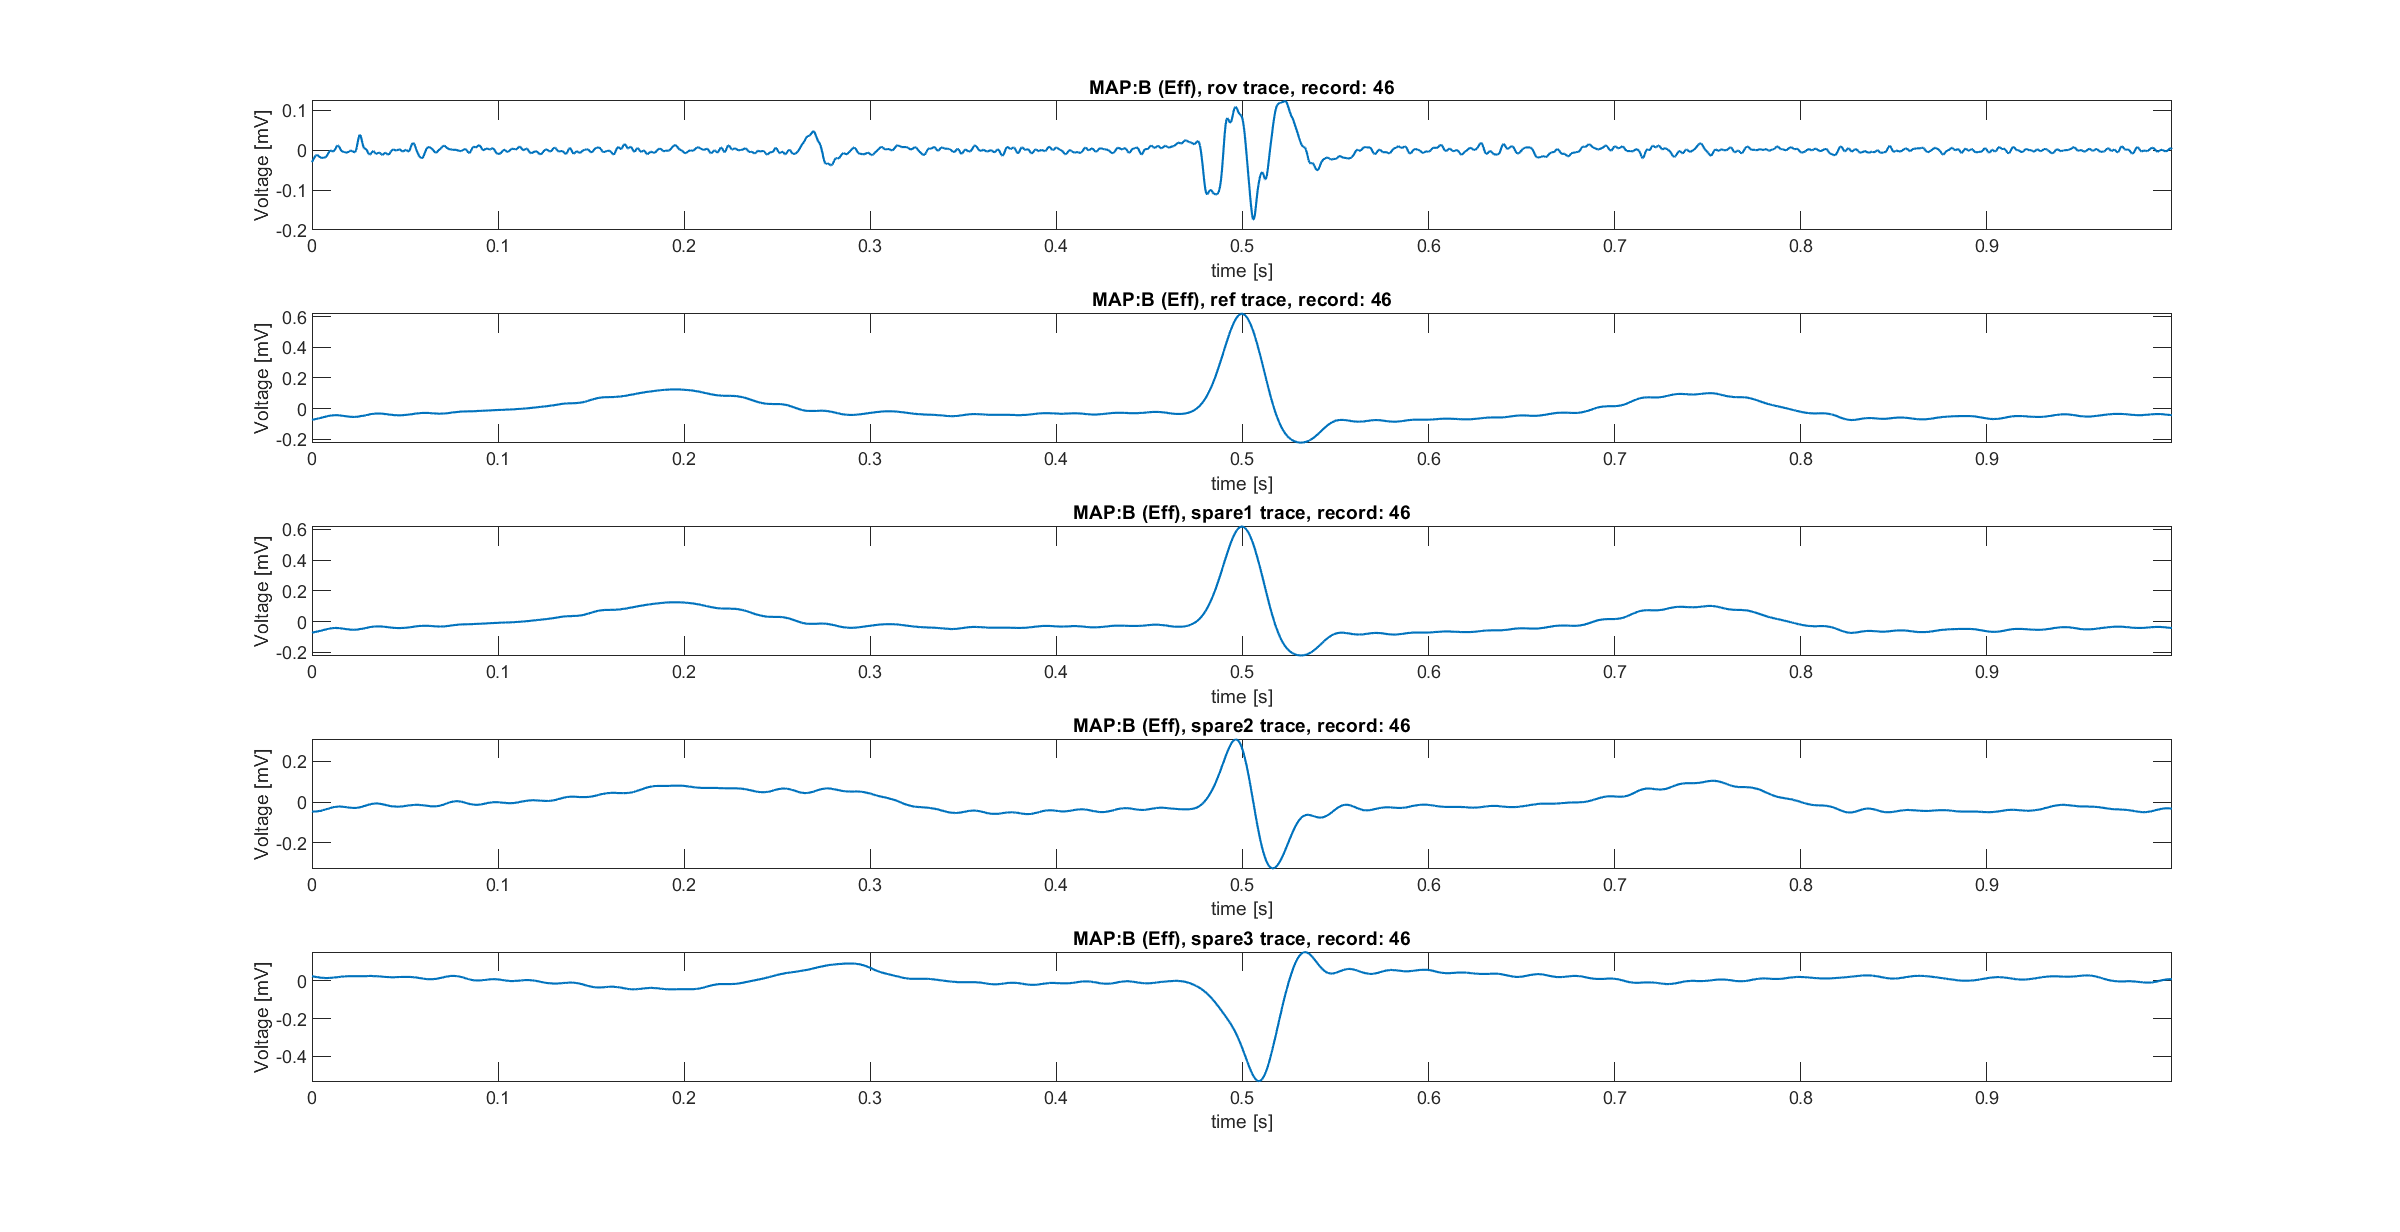 MAP:B (Eff), rov trace, record: 46
Voltage [mV]
0.1
0
-0.1
-0.2
0 0.1 0.2 0.3 0.4 0.5 0.6 0.7 0.8 0.9
time [s]
MAP:B (Eff), ref trace, record: 46
Voltage [mV]
0.6
0.4
0.2
0
-0.2
0 0.1 0.2 0.3 0.4 0.5 0.6 0.7 0.8 0.9
time [s]
MAP:B (Eff), spare1 trace, record: 46
Voltage [mV]
0.6
0.4
0.2
0
-0.2
0 0.1 0.2 0.3 0.4 0.5 0.6 0.7 0.8 0.9
time [s]
MAP:B (Eff), spare2 trace, record: 46
Voltage [mV]
0.2
0
-0.2
0 0.1 0.2 0.3 0.4 0.5 0.6 0.7 0.8 0.9
time [s]
MAP:B (Eff), spare3 trace, record: 46
Voltage [mV]
0
-0.2
-0.4
0 0.1 0.2 0.3 0.4 0.5 0.6 0.7 0.8 0.9
time [s]